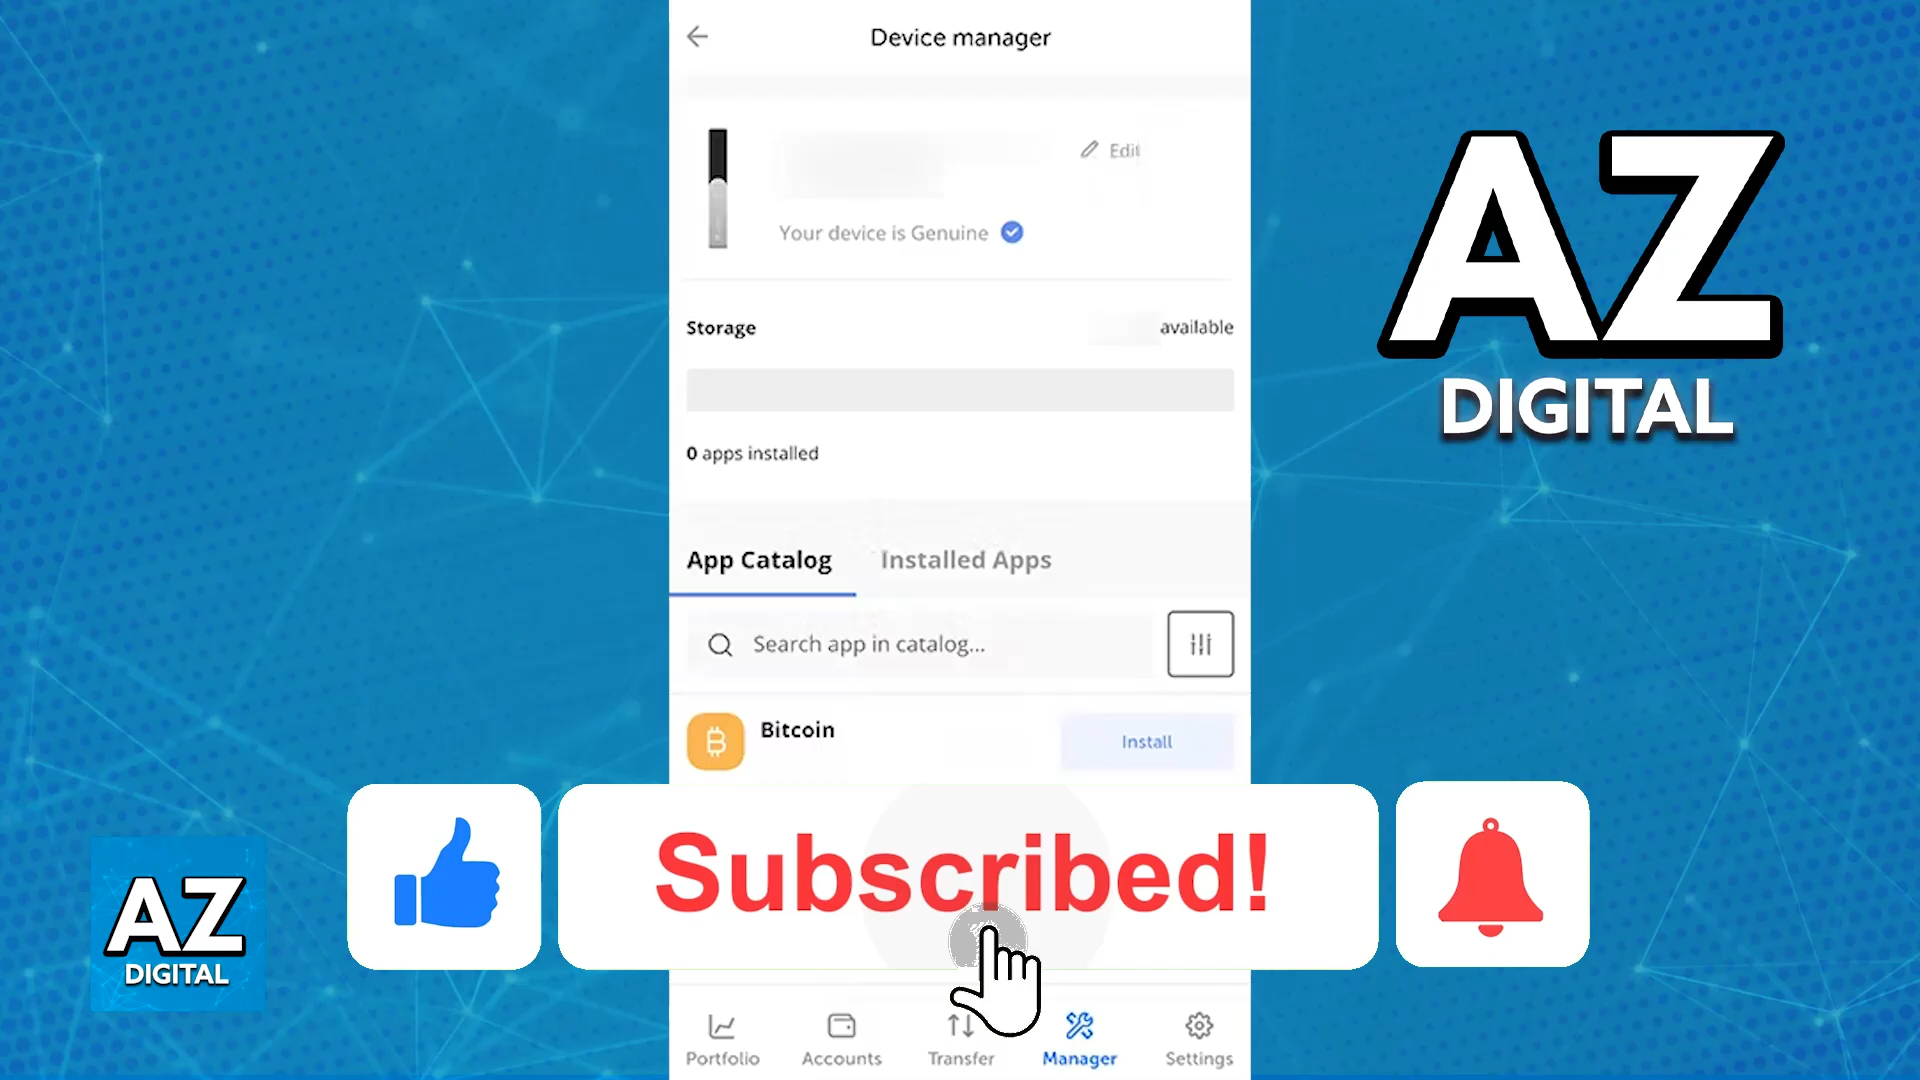 Device manager
Edit
Your device is Genuine
Storage
available
0 apps installed
App Catalog
Installed Apps
Search app in catalog...
Bitcoin
Install
Subscribed!
Portfolio
Accounts
Transfer
Manager
Settings
AZ
DIGITAL
AZ
DIGITAL